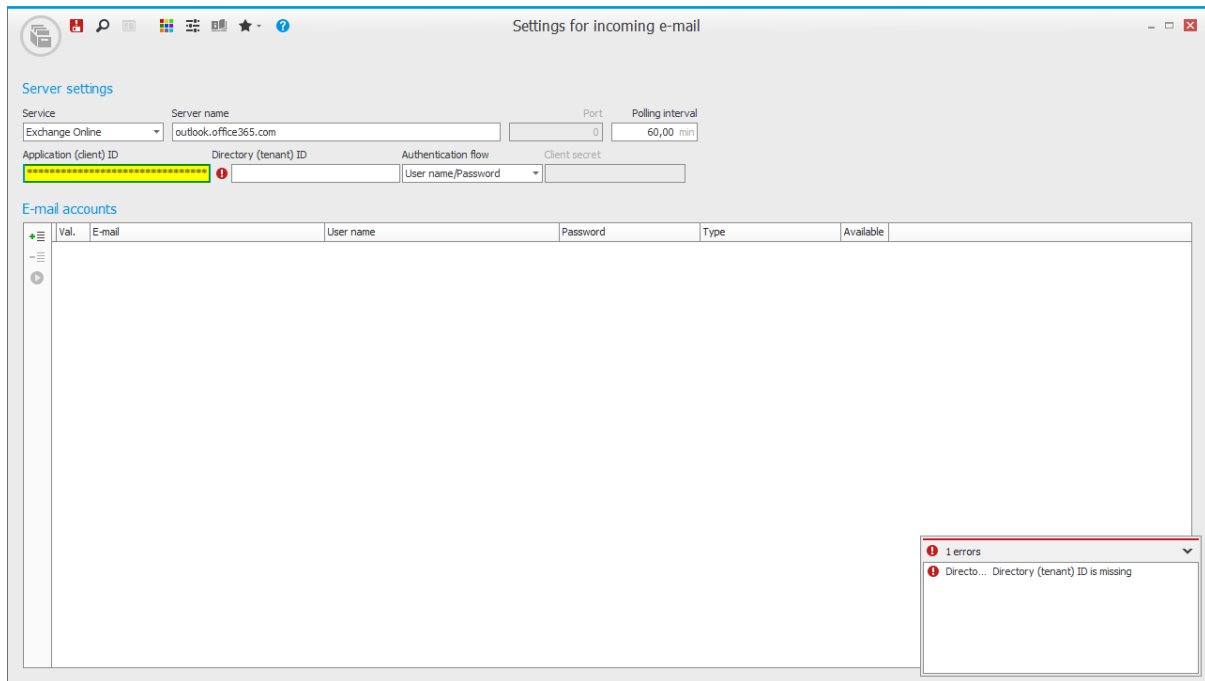 Settings for incoming e-mail
Server settings
Service Server name Port Polling interval
Exchange Online outlook.office365.com 0 60,00 min
Application (client) ID Directory (tenant) ID Authentication flow Client secret
******************************** User name/Password
E-mail accounts
Val. E-mail User name Password Type Available
1 errors
Directo... Directory (tenant) ID is missing